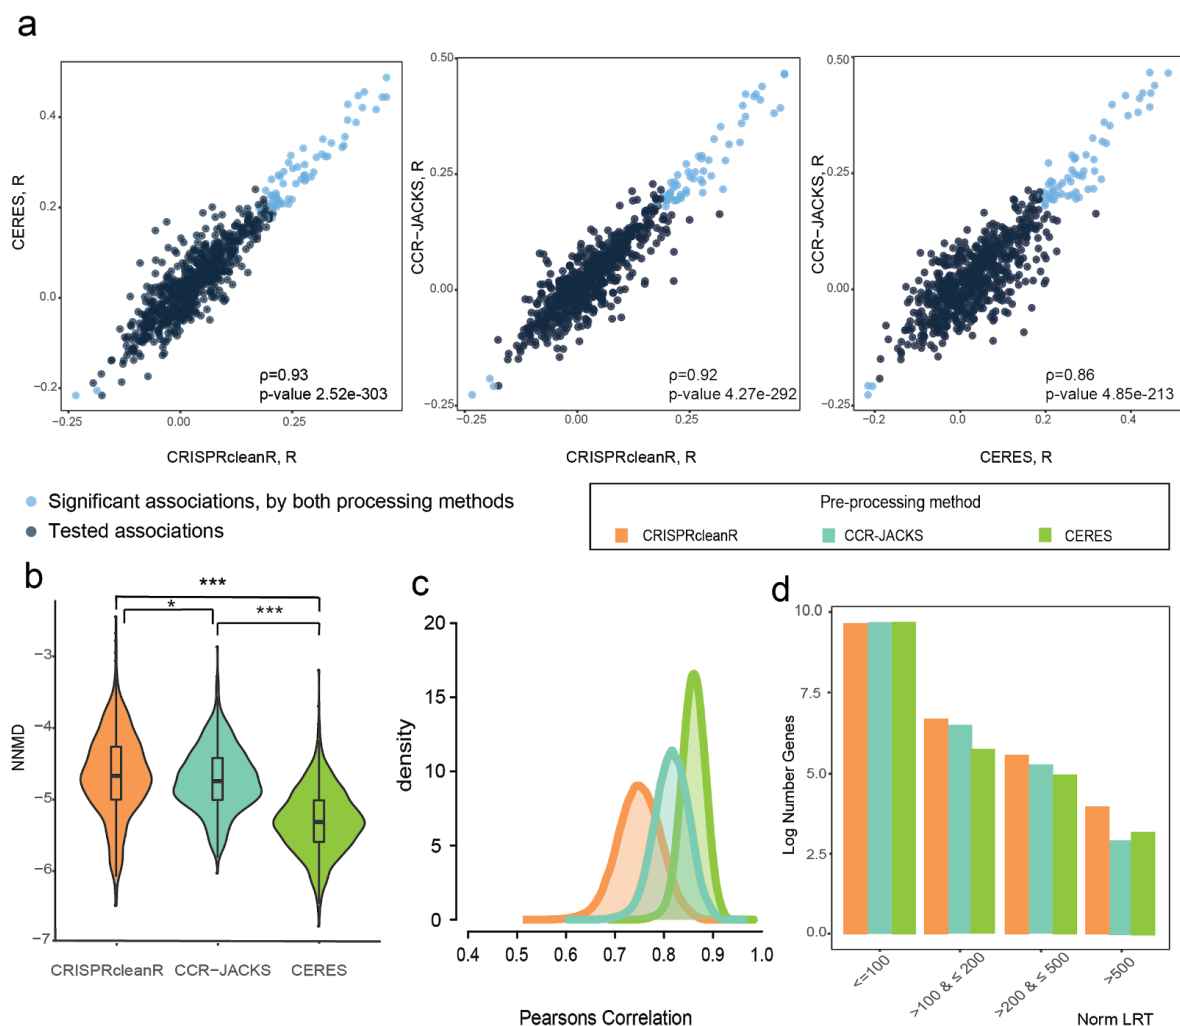 a
CERES, R
0.4
0.2
0.0
−0.2
−0.25
0.00
0.25
CRISPRcleanR, R
ρ=0.93
p-value 2.52e-303
CCR−JACKS, R
0.50
0.25
0.00
−0.25
−0.25
0.00
0.25
CRISPRcleanR, R
ρ=0.92
p-value 4.27e-292
CCR−JACKS, R
0.50
0.25
0.00
−0.25
−0.2
0.0
0.2
0.4
CERES, R
ρ=0.86
p-value 4.85e-213
Significant associations, by both processing methods
Tested associations
Pre-processing method
CRISPRcleanR
CCR-JACKS
CERES
b
***
*
***
NNMD
−3
−4
−5
−6
−7
CRISPRcleanR
CCR−JACKS
CERES
c
density
20
15
10
5
0
0.4
0.5
0.6
0.7
0.8
0.9
1.0
Pearsons Correlation
d
Log Number Genes
10.0
7.5
5.0
2.5
0.0
<=100
>100 & ≤ 200
>200 & ≤ 500
>500
Norm LRT